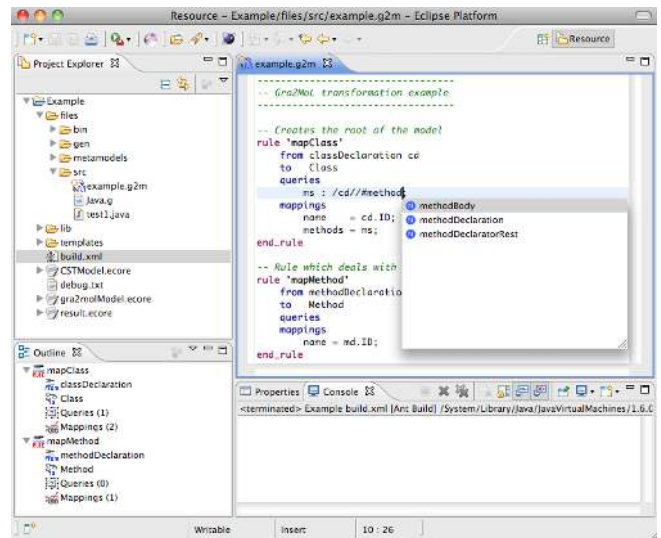 Resource - Example/files/src/example.g2m - Eclipse Platform
Resource
Project Explorer
Example
files
bin
gen
metamodels
src
example.g2m
Java.g
test1.java
lib
templates
build.xml
CSTModel.ecore
debug.txt
gra2molModel.ecore
result.ecore
example.g2m
-- Gra2MoL transformation example
-- Creates the root of the model
rule 'mapClass'
from classDeclaration cd
to Class
queries
ms : /cd//#method;
mappings
name = cd.ID;
methods = ms;
end_rule
-- Rule which deals with
rule 'mapMethod'
from methodDeclaratio
to Method
queries
mappings
name = md.ID;
end_rule
methodBody
methodDeclaration
methodDeclaratorRest
Outline
mapClass
classDeclaration
Class
Queries (1)
Mappings (2)
mapMethod
methodDeclaration
Method
Queries (0)
Mappings (1)
Properties Console
<terminated> Example build.xml [Ant Build] /System/Library/Java/JavaVirtualMachines/1.6.0
Writable Insert 10 : 26